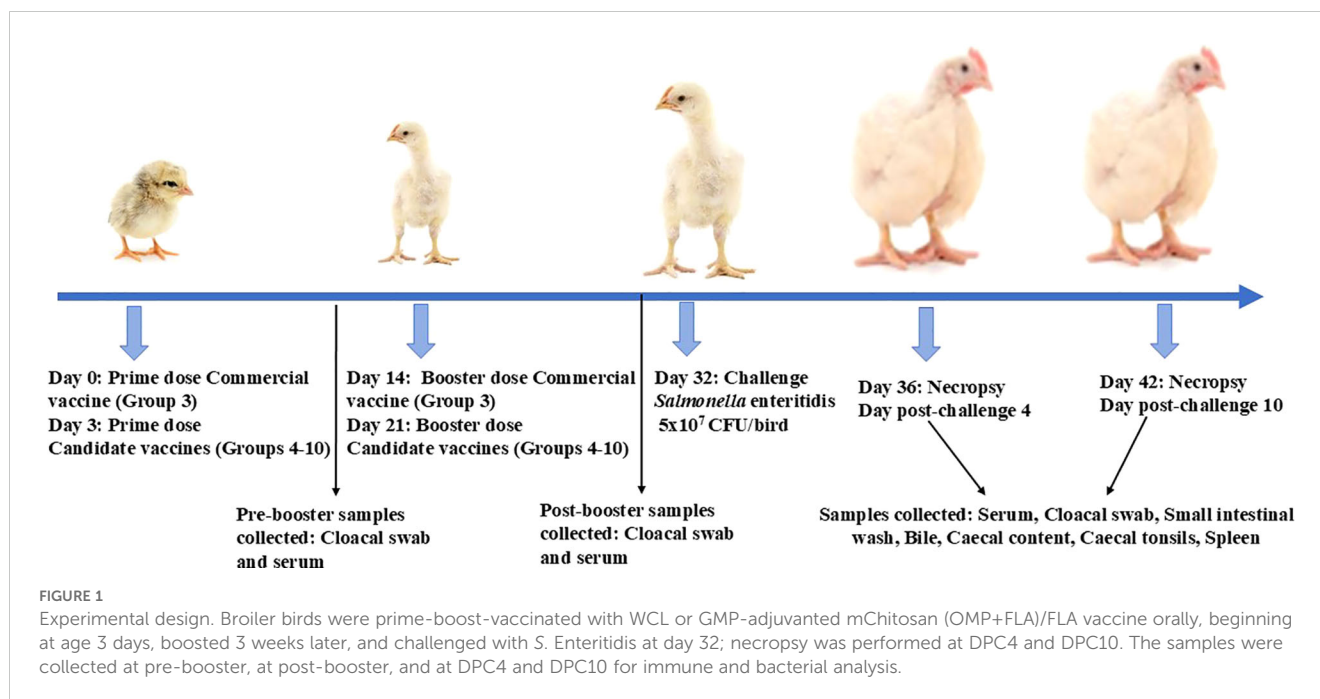 Day 0: Prime dose Commercial
vaccine (Group 3)
Day 3: Prime dose
Candidate vaccines (Groups 4-10)
Day 14: Booster dose Commercial
vaccine (Group 3)
Day 21: Booster dose
Candidate vaccines (Groups 4-10)
Day 32: Challenge
Salmonella enteritidis
5x10⁷ CFU/bird
Day 36: Necropsy
Day post-challenge 4
Day 42: Necropsy
Day post-challenge 10
Pre-booster samples
collected: Cloacal swab
and serum
Post-booster samples
collected: Cloacal swab
and serum
Samples collected: Serum, Cloacal swab, Small intestinal
wash, Bile, Caecal content, Caecal tonsils, Spleen
FIGURE 1
Experimental design. Broiler birds were prime-boost-vaccinated with WCL or GMP-adjuvanted mChitosan (OMP+FLA)/FLA vaccine orally, beginning
at age 3 days, boosted 3 weeks later, and challenged with S. Enteritidis at day 32; necropsy was performed at DPC4 and DPC10. The samples were
collected at pre-booster, at post-booster, and at DPC4 and DPC10 for immune and bacterial analysis.